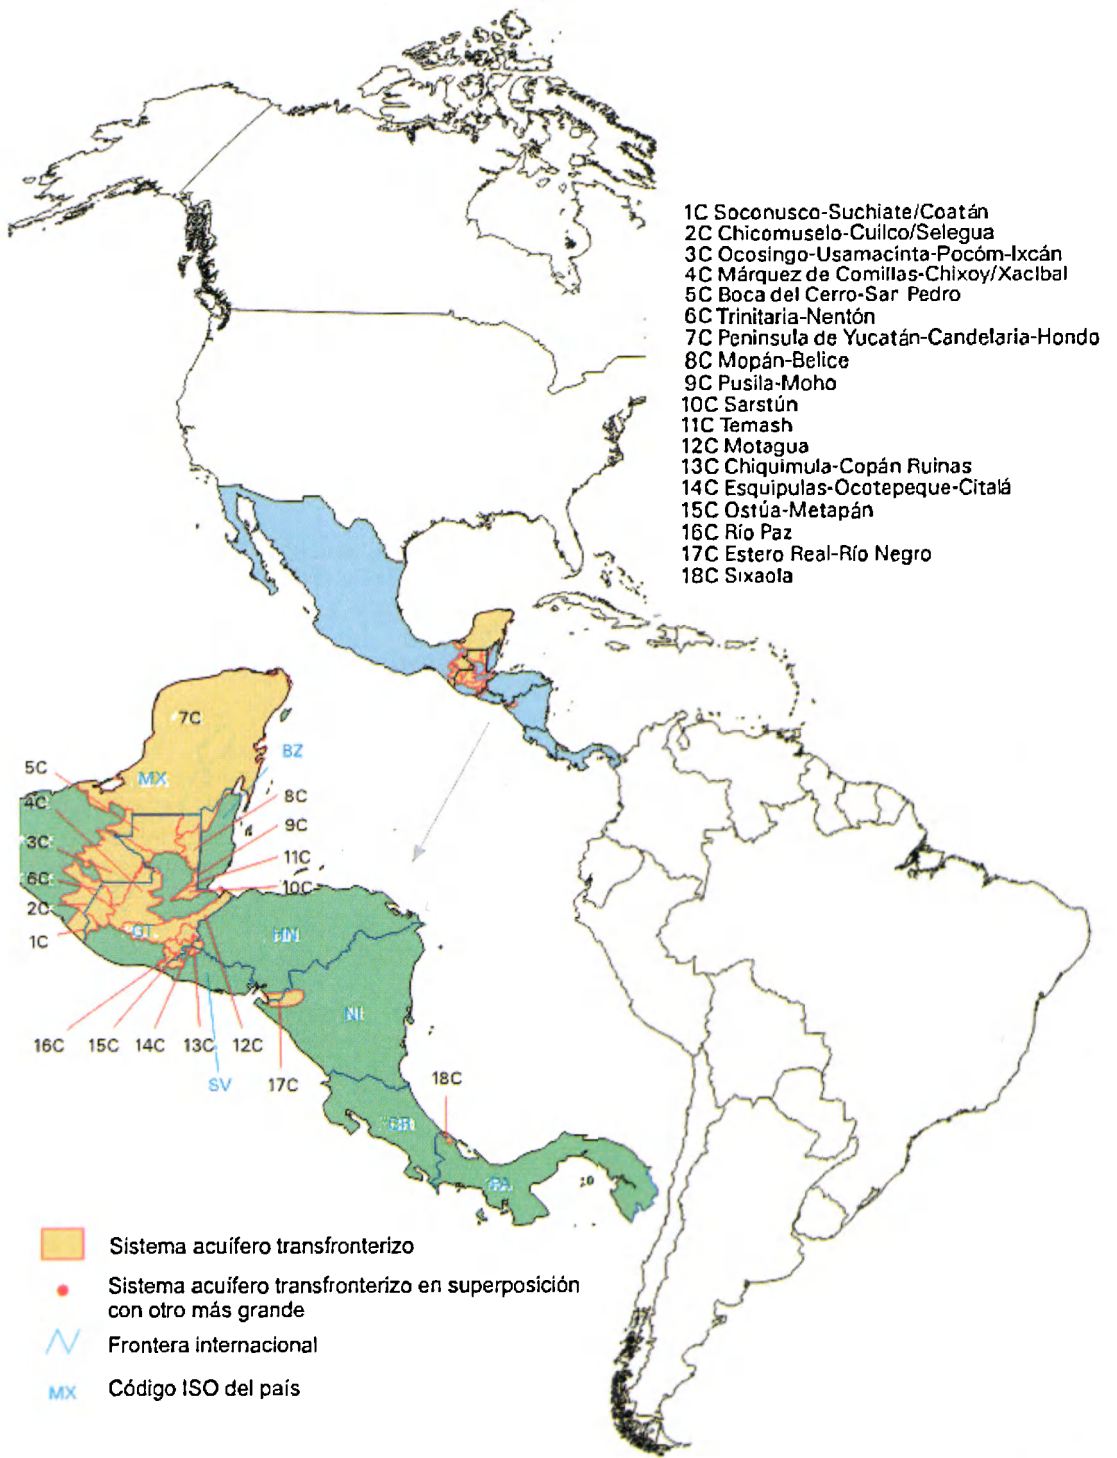 1C Soconusco-Suchiate/Coatán
2C Chicomuselo-Cuilco/Selegua
3C Ocosingo-Usamacinta-Pocóm-Ixcán
4C Márquez de Comillas-Chixoy/Xaclbal
5C Boca del Cerro-Sar Pedro
6C Trinitaria-Nentón
7C Peninsula de Yucatán-Candelaria-Hondo
8C Mopán-Belice
9C Pusila-Moho
10C Sarstún
11C Temash
12C Motagua
13C Chiquimula-Copán Ruinas
14C Esquipulas-Ocotepeque-Citalá
15C Ostúa-Metapán
16C Río Paz
17C Estero Real-Río Negro
18C Sixaola
7C
BZ
5C
MX
8C
4C
9C
3C
11C
6C
10C
2C
GT
1C
HN
NI
16C
15C
14C
13C
12C
SV
17C
18C
CR
PA
Sistema acuífero transfronterizo
Sistema acuífero transfronterizo en superposición
con otro más grande
Frontera internacional
MX
Código ISO del país